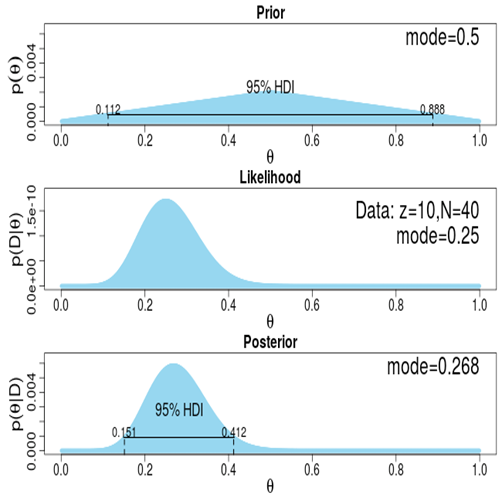 Prior
mode=0.5
95% HDI
0.112
0.888
p(θ)
0.000
0.004
0.0 0.2 0.4 0.6 0.8 1.0
θ
Likelihood
Data: z=10,N=40
mode=0.25
p(D|θ)
0.0e+00
1.5e-10
0.0 0.2 0.4 0.6 0.8 1.0
θ
Posterior
mode=0.268
95% HDI
0.151
0.412
p(θ|D)
0.000
0.004
0.0 0.2 0.4 0.6 0.8 1.0